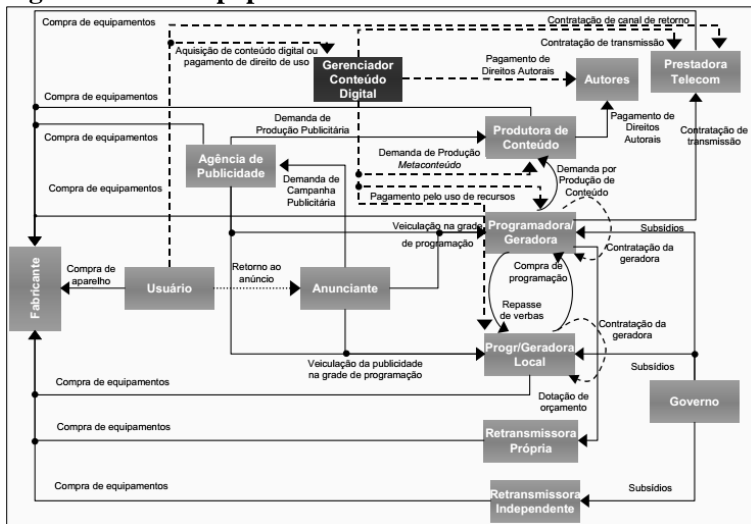 Compra de equipamentos
Contratação de canal de retorno
Aquisição de conteúdo digital ou
pagamento de direito de uso
Contratação de transmissão
Gerenciador
Conteúdo
Digital
Pagamento de
Direitos Autorais
Autores
Prestadora
Telecom
Compra de equipamentos
Demanda de
Produção Publicitária
Produtora de
Conteúdo
Pagamento de
Direitos
Autorais
Contratação de
transmissão
Compra de equipamentos
Agência de
Publicidade
Demanda de
Campanha
Publicitária
Demanda de Produção
Metaconteúdo
Demanda por
Produção de
Conteúdo
Compra de equipamentos
Pagamento pelo uso de recursos
Veiculação na grade
de programação
Programadora/
Geradora
Subsídios
Contratação da
geradora
Fabricante
Compra de
aparelho
Usuário
Retorno ao
anúncio
Anunciante
Compra de
programação
Repasse
de verbas
Contratação da
geradora
Veiculação da publicidade
na grade de programação
Progr/Geradora
Local
Subsídios
Compra de equipamentos
Dotação de
orçamento
Governo
Compra de equipamentos
Retransmissora
Própria
Compra de equipamentos
Retransmissora
Independente
Subsídios